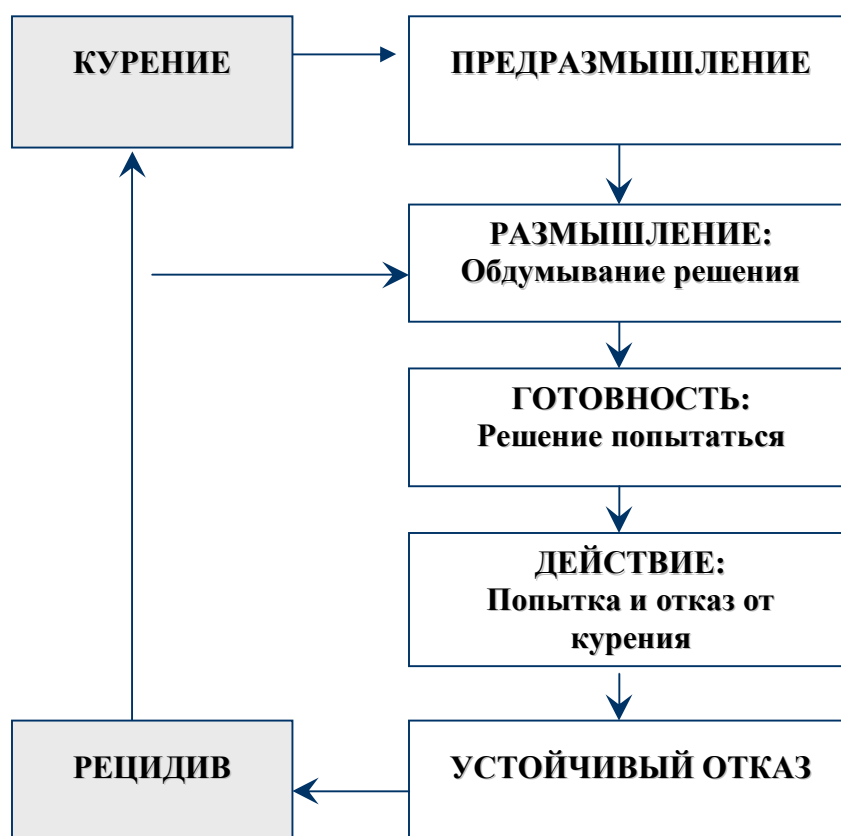 КУРЕНИЕ
ПРЕДРАЗМЫШЛЕНИЕ
РАЗМЫШЛЕНИЕ:
Обдумывание решения
ГОТОВНОСТЬ:
Решение попытаться
ДЕЙСТВИЕ:
Попытка и отказ от
курения
РЕЦИДИВ
УСТОЙЧИВЫЙ ОТКАЗ